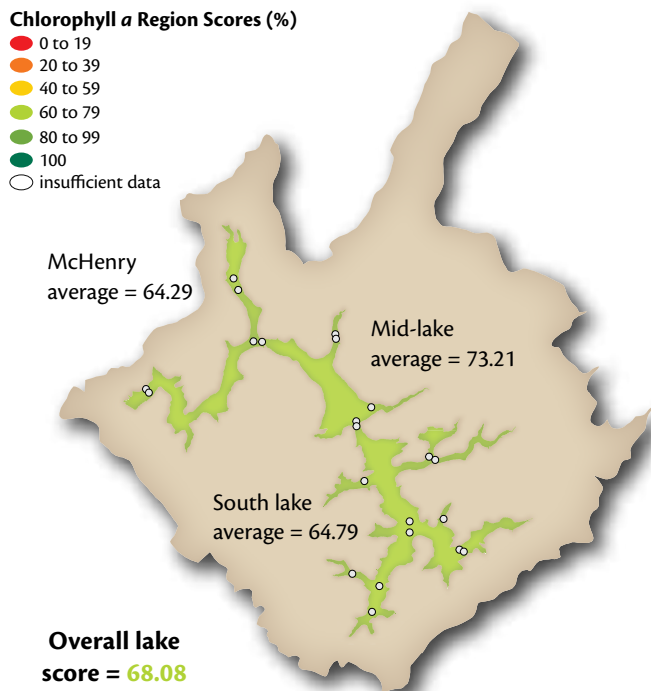 Chlorophyll a Region Scores (%)
0 to 19
20 to 39
40 to 59
60 to 79
80 to 99
100
insufficient data
McHenry
average = 64.29
Mid-lake
average = 73.21
South lake
average = 64.79
Overall lake
score = 68.08